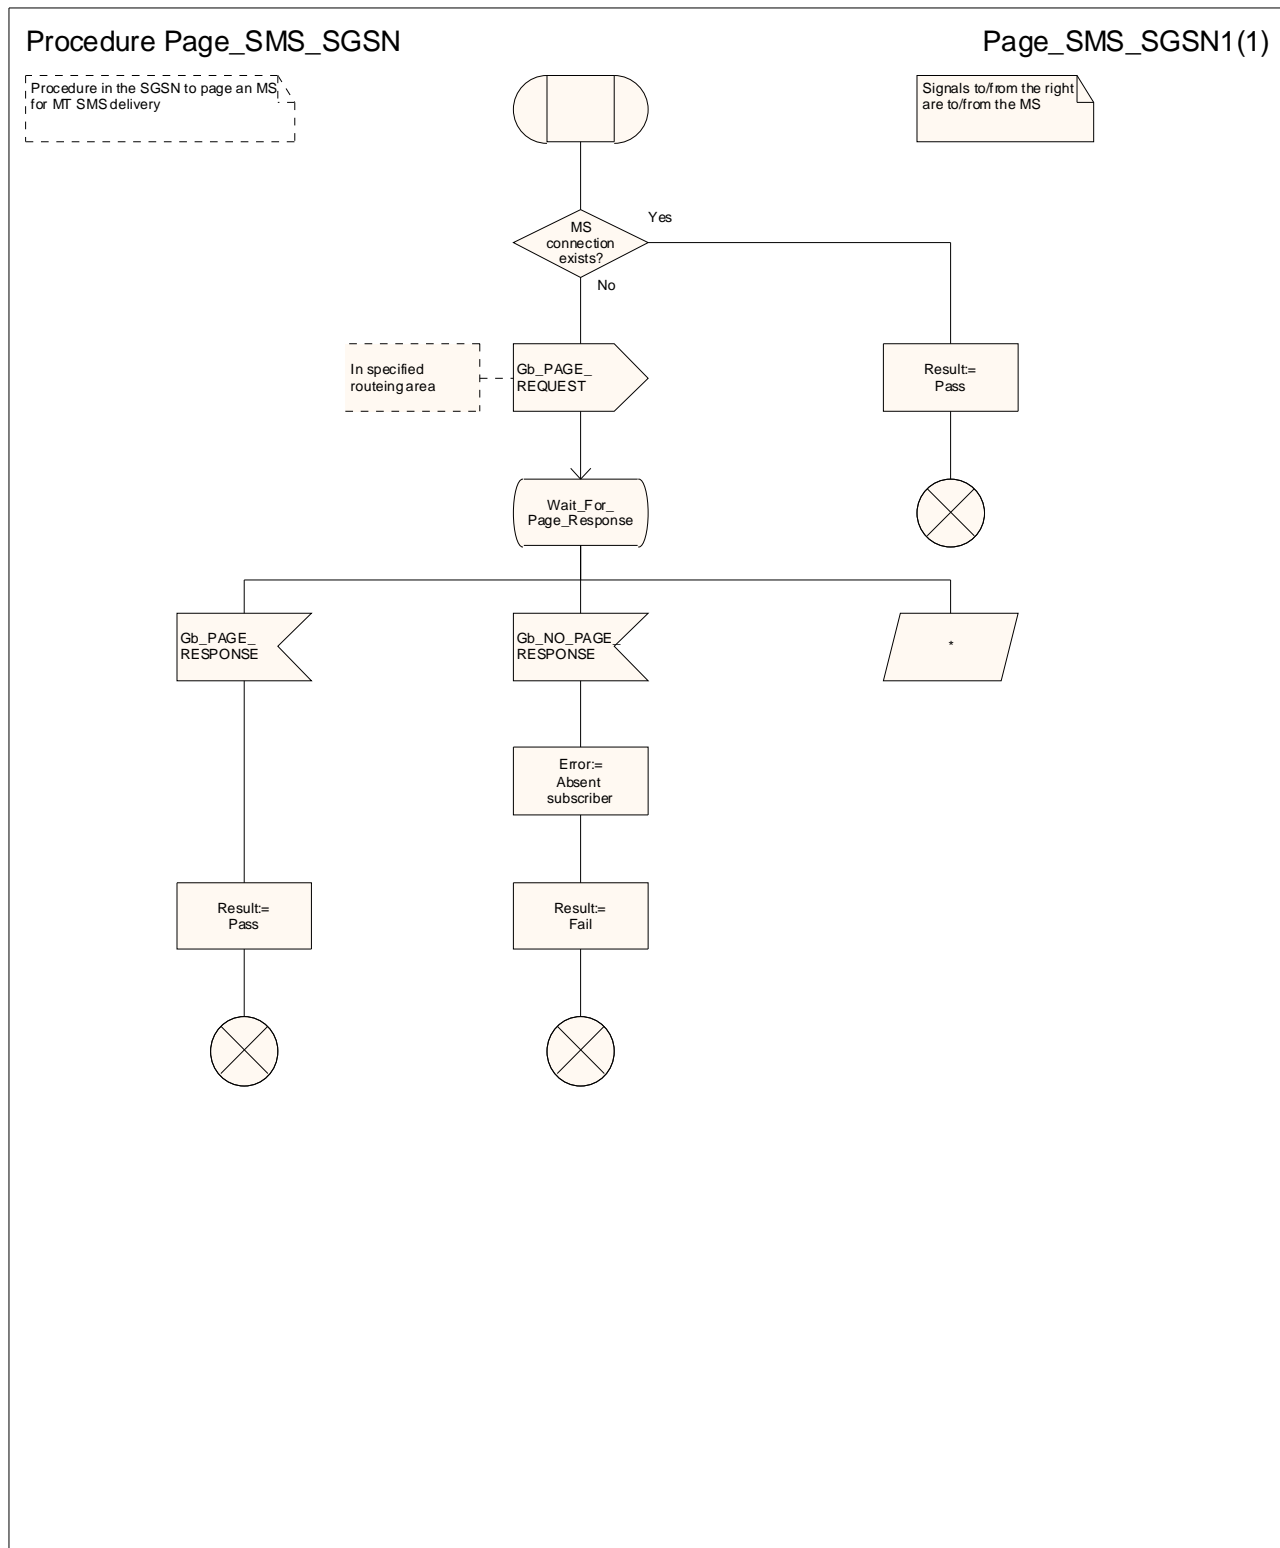 Procedure Page_SMS_SGSN
Page_SMS_SGSN1(1)
Procedure in the SGSN to page an MS
for MT SMS delivery
Signals to/from the right
are to/from the MS
MS
connection
exists?
Yes
No
In specified
routeing area
Gb_PAGE_
REQUEST
Result:=
Pass
Wait_For_
Page_Response
Gb_PAGE_
RESPONSE
Gb_NO_PAGE_
RESPONSE
*
Error:=
Absent
subscriber
Result:=
Pass
Result:=
Fail